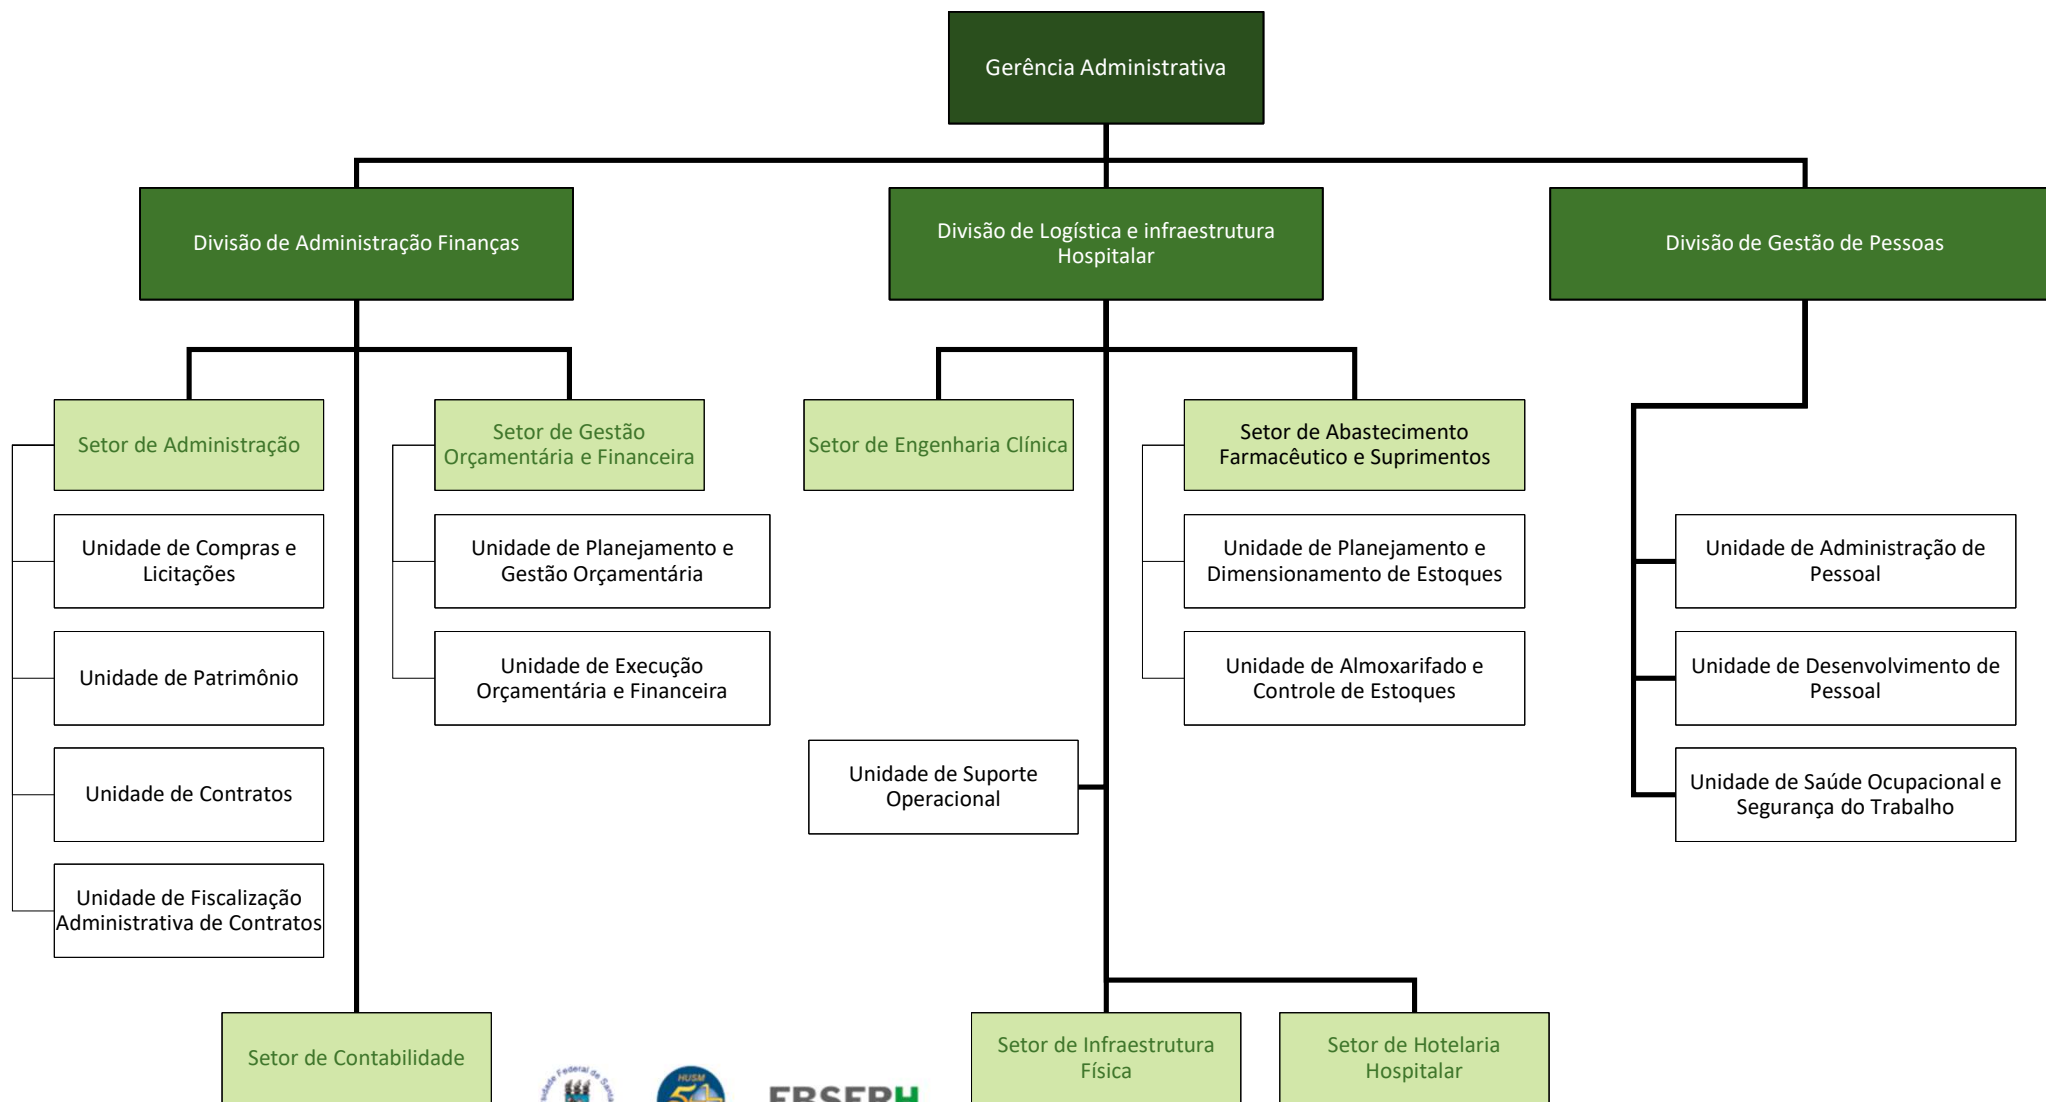 Gerência Administrativa
Divisão de Administração Finanças
Divisão de Logística e infraestrutura
Hospitalar
Divisão de Gestão de Pessoas
Setor de Administração
Setor de Gestão
Orçamentária e Financeira
Setor de Engenharia Clínica
Setor de Abastecimento
Farmacêutico e Suprimentos
Unidade de Compras e
Licitações
Unidade de Planejamento e
Gestão Orçamentária
Unidade de Planejamento e
Dimensionamento de Estoques
Unidade de Administração de
Pessoal
Unidade de Patrimônio
Unidade de Execução
Orçamentária e Financeira
Unidade de Almoxarifado e
Controle de Estoques
Unidade de Desenvolvimento de
Pessoal
Unidade de Contratos
Unidade de Suporte
Operacional
Unidade de Saúde Ocupacional e
Segurança do Trabalho
Unidade de Fiscalização
Administrativa de Contratos
Setor de Contabilidade
Setor de Infraestrutura
Física
Setor de Hotelaria
Hospitalar
Federal de
HUSM
EBSERH